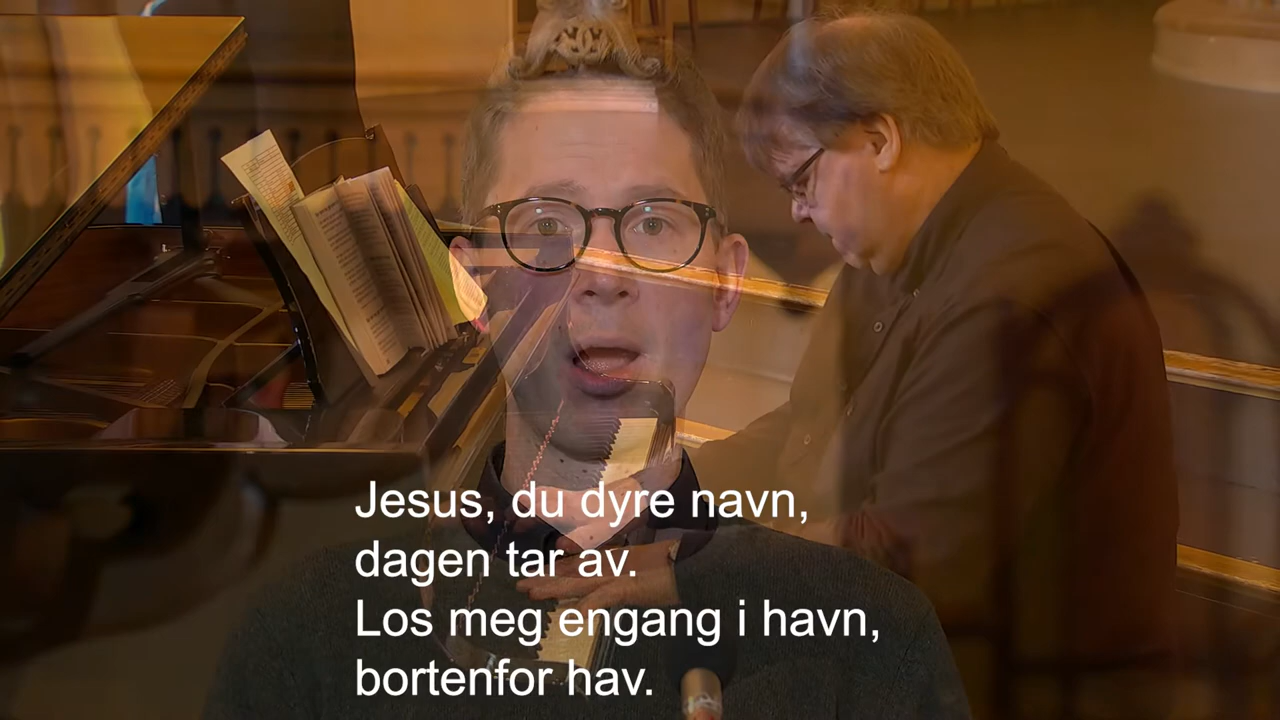 Jesus, du dyre navn,
dagen tar av.
Los meg engang i havn,
bortenfor hav.